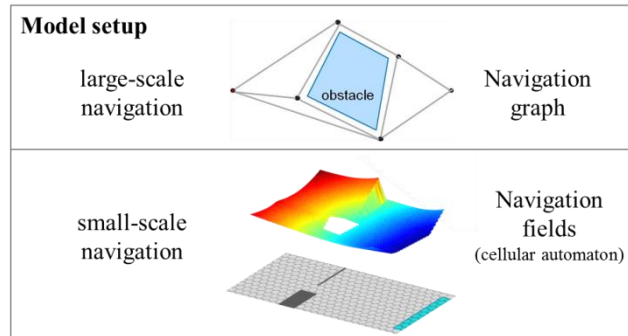 Model setup
large-scale
navigation
obstacle
Navigation
graph
small-scale
navigation
Navigation
fields
(cellular automaton)